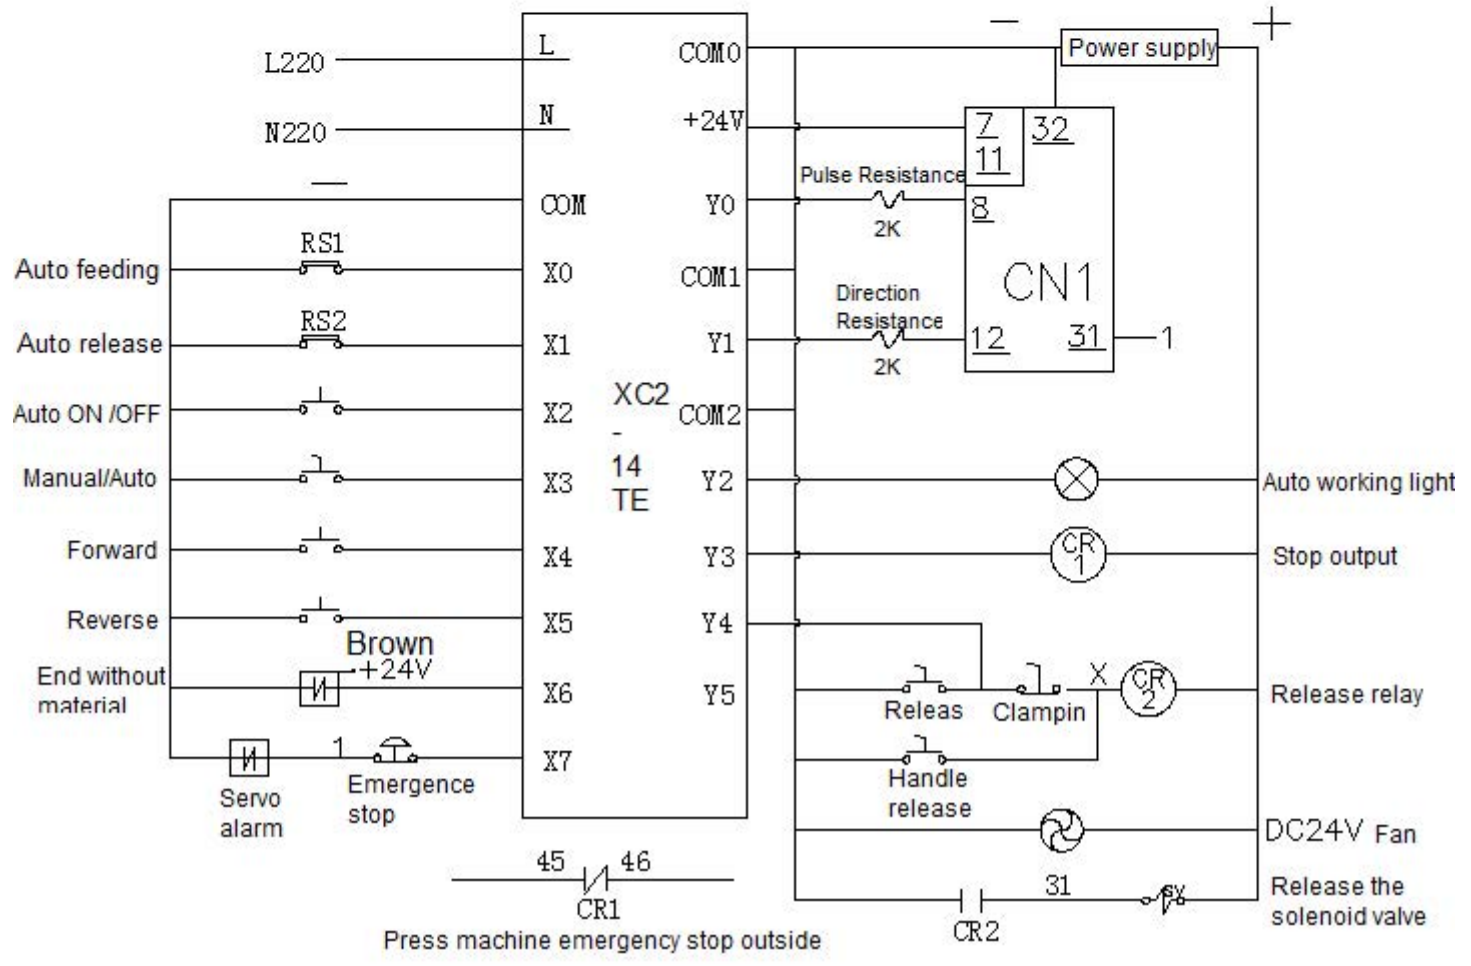 L220
L
N220
N
COM
RS1
Auto feeding
X0
RS2
Auto release
X1
Auto ON /OFF
X2
Manual/Auto
X3
Forward
X4
Reverse
X5
Brown
+24V
End without
material
X6
1
X7
Servo
alarm
Emergence
stop
XC2
-
14
TE
COM0
+24V
Y0
COM1
Y1
COM2
Y2
Y3
Y4
Y5
−
+
Power supply
7
11
32
Pulse Resistance
2K
8
CN1
Direction
Resistance
2K
12
31
1
Auto working light
CR
1
Stop output
Releas
Clampin
X
CR
2
Release relay
Handle
release
DC24V Fan
31
sv
CR2
Release the
solenoid valve
45
46
CR1
Press machine emergency stop outside